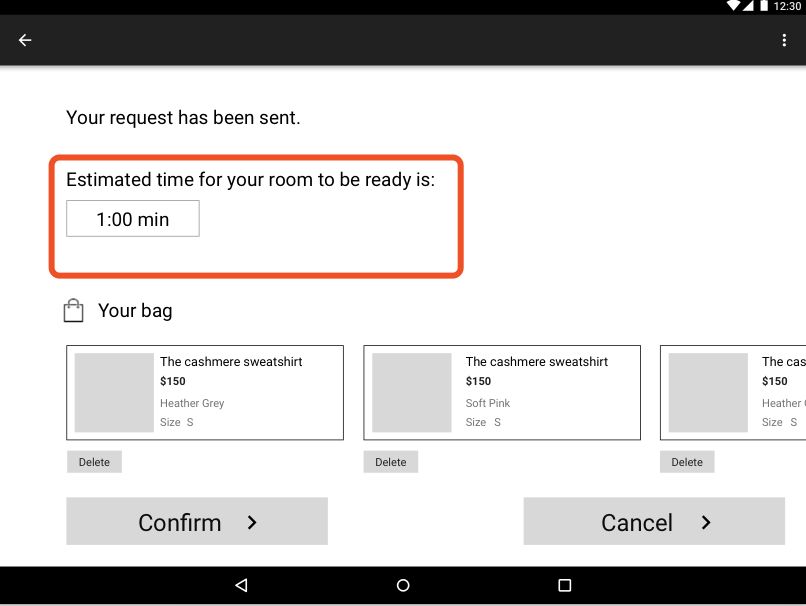 12:30
Your request has been sent.
Estimated time for your room to be ready is:
1:00 min
Your bag
The cashmere sweatshirt
$150
Heather Grey
Size S
Delete
The cashmere sweatshirt
$150
Soft Pink
Size S
Delete
The cas
$150
Heather
Size S
Delete
Confirm
Cancel